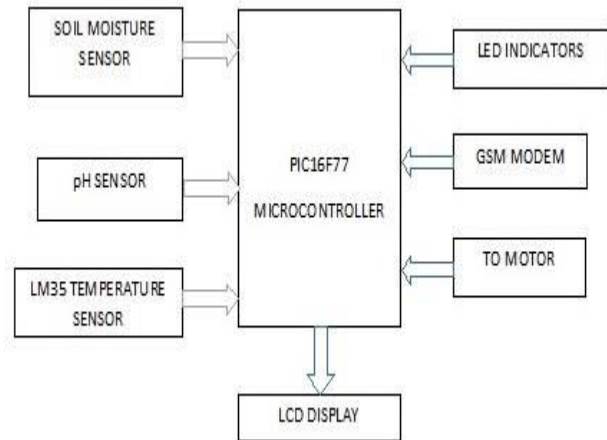 SOIL MOISTURE
SENSOR
pH SENSOR
LM35 TEMPERATURE
SENSOR
PIC16F77
MICROCONTROLLER
LED INDICATORS
GSM MODEM
TO MOTOR
LCD DISPLAY